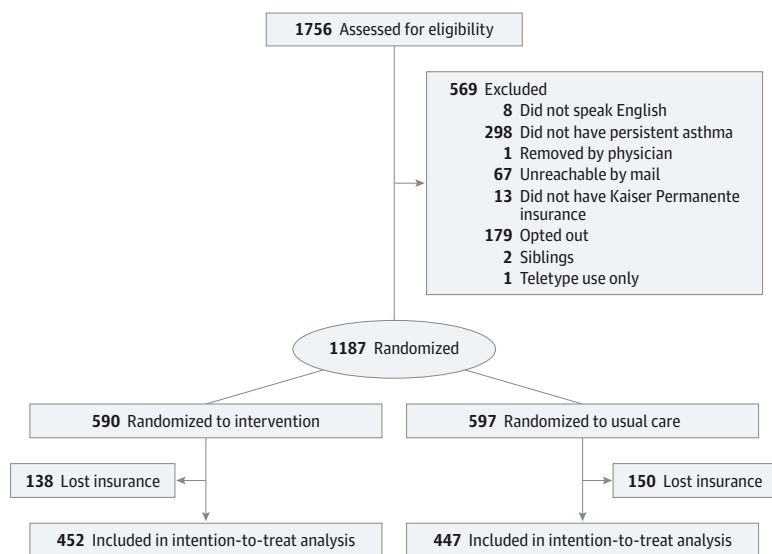 1756 Assessed for eligibility
569 Excluded
8 Did not speak English
298 Did not have persistent asthma
1 Removed by physician
67 Unreachable by mail
13 Did not have Kaiser Permanente
insurance
179 Opted out
2 Siblings
1 Teletype use only
1187 Randomized
590 Randomized to intervention
597 Randomized to usual care
138 Lost insurance
150 Lost insurance
452 Included in intention-to-treat analysis
447 Included in intention-to-treat analysis